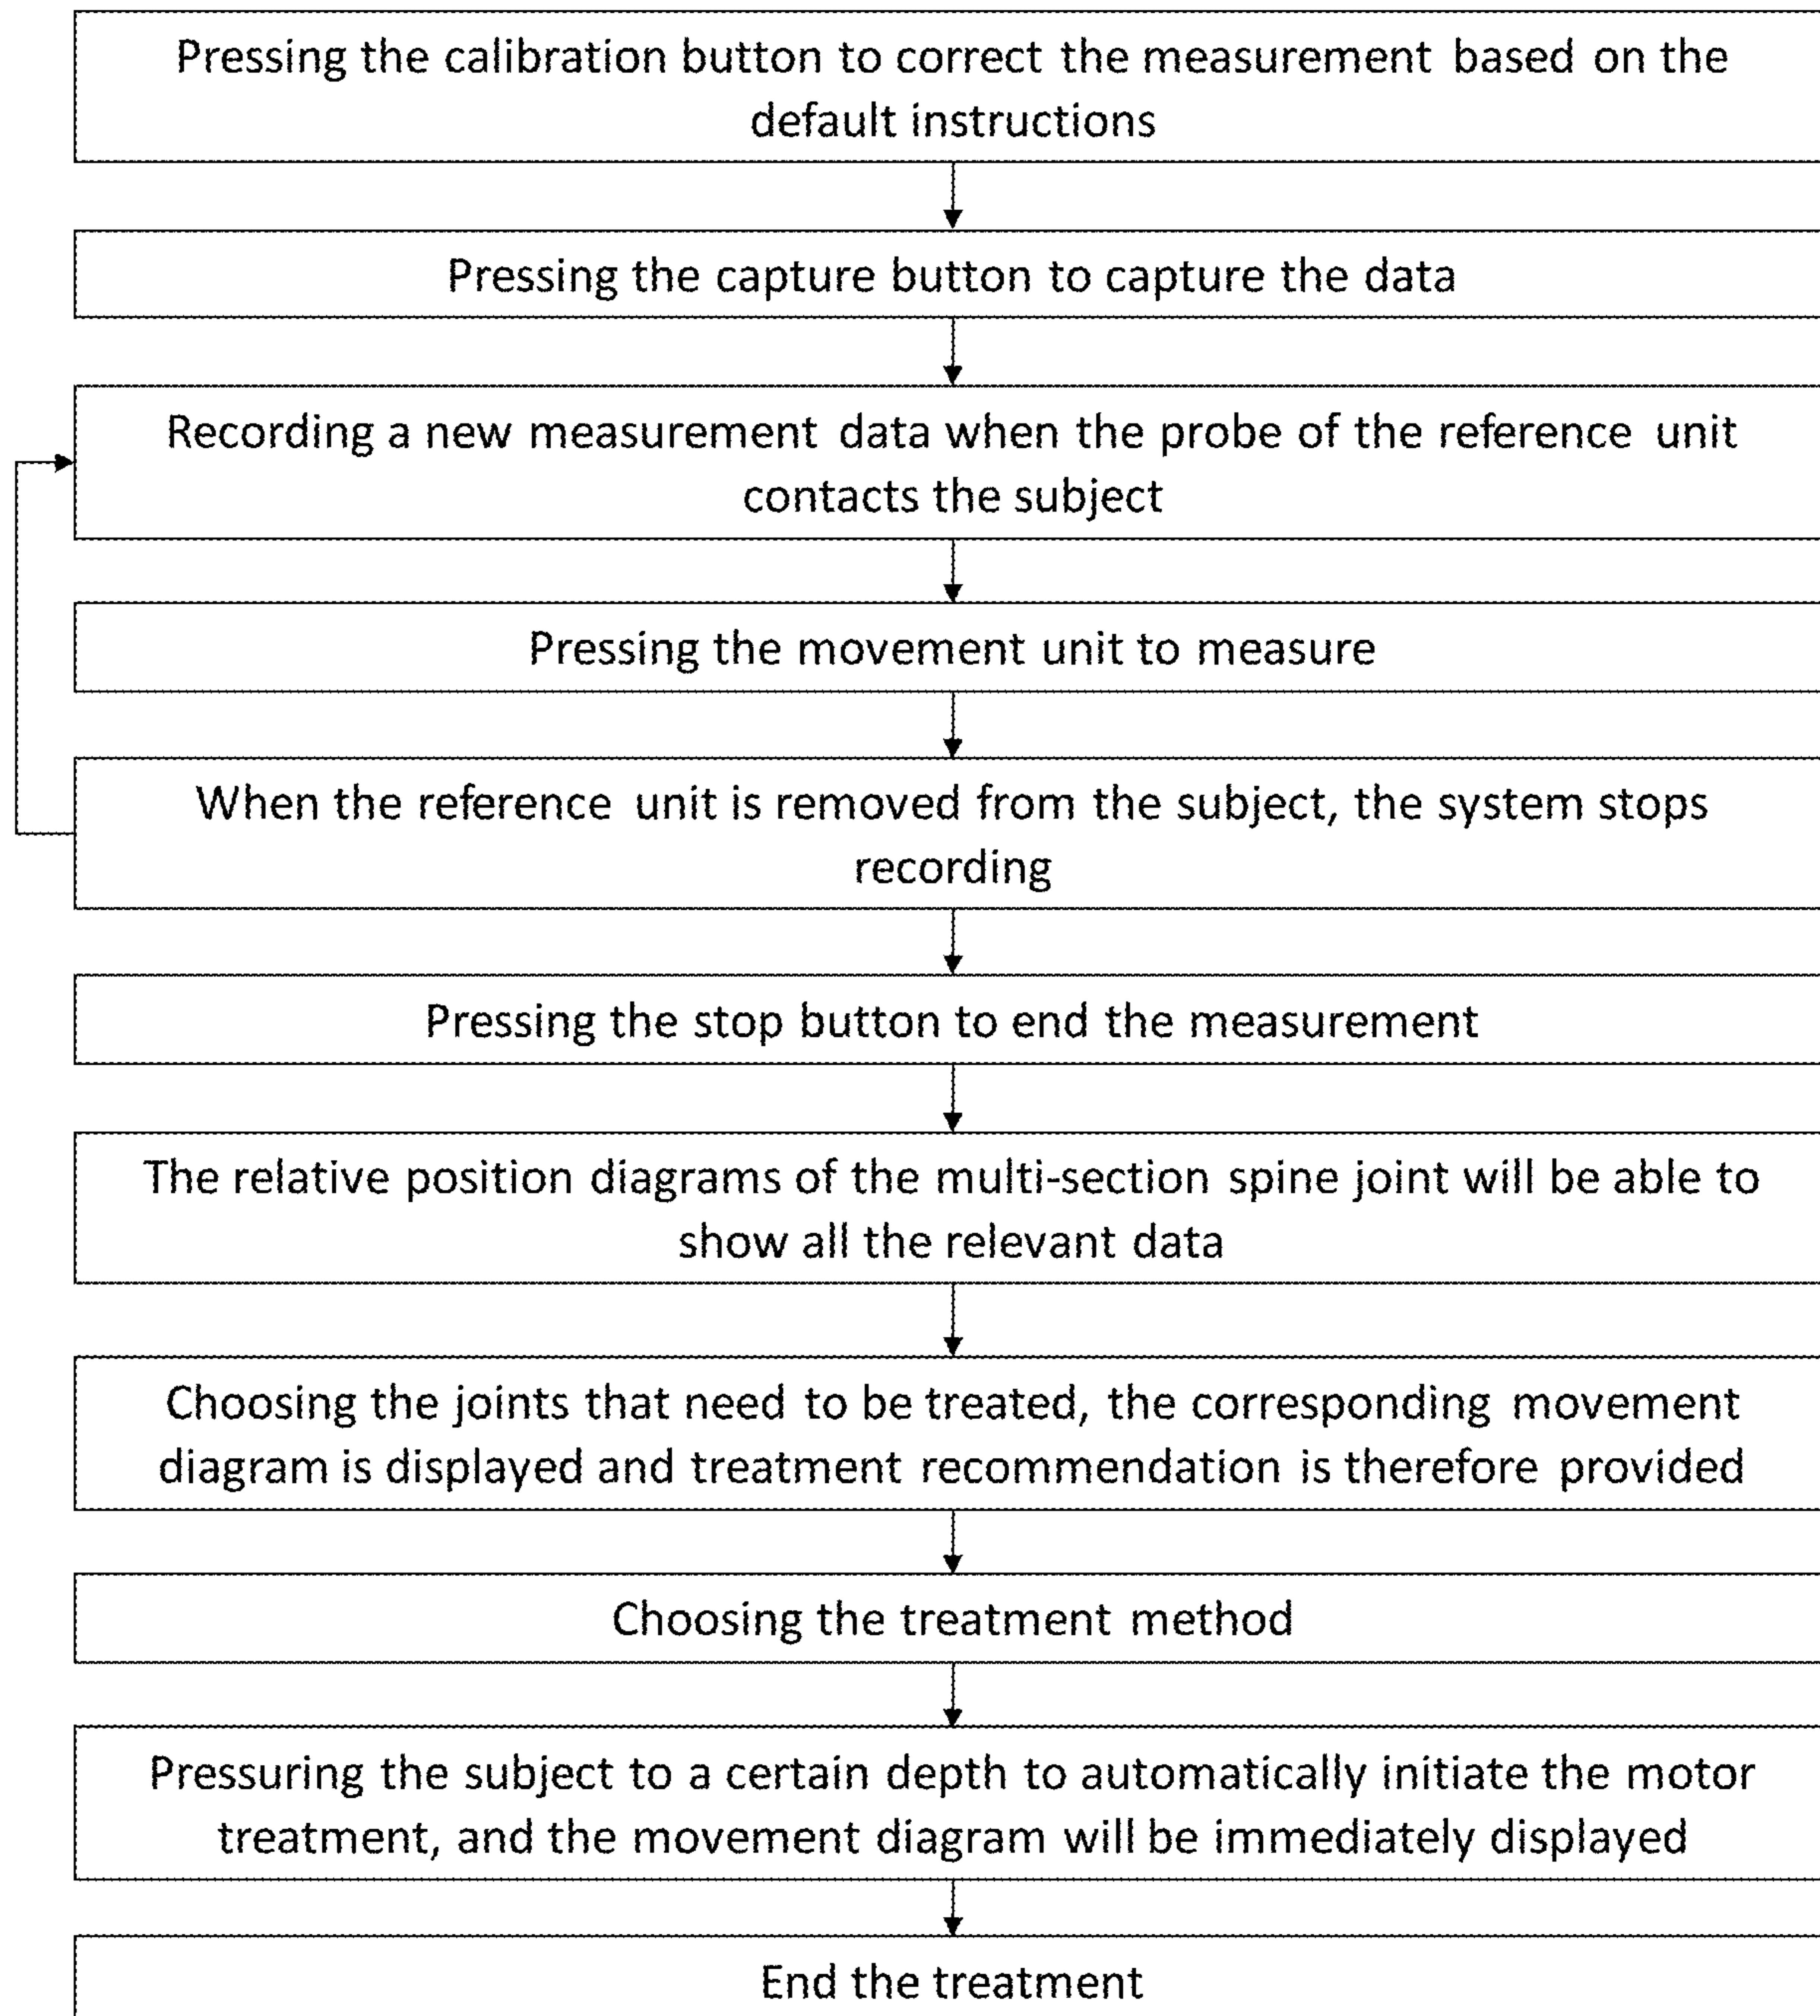 Pressing the calibration button to correct the measurement based on the
default instructions
Pressing the capture button to capture the data
Recording a new measurement data when the probe of the reference unit
contacts the subject
Pressing the movement unit to measure
When the reference unit is removed from the subject, the system stops
recording
Pressing the stop button to end the measurement
The relative position diagrams of the multi-section spine joint will be able to
show all the relevant data
Choosing the joints that need to be treated, the corresponding movement
diagram is displayed and treatment recommendation is therefore provided
Choosing the treatment method
Pressuring the subject to a certain depth to automatically initiate the motor
treatment, and the movement diagram will be immediately displayed
End the treatment